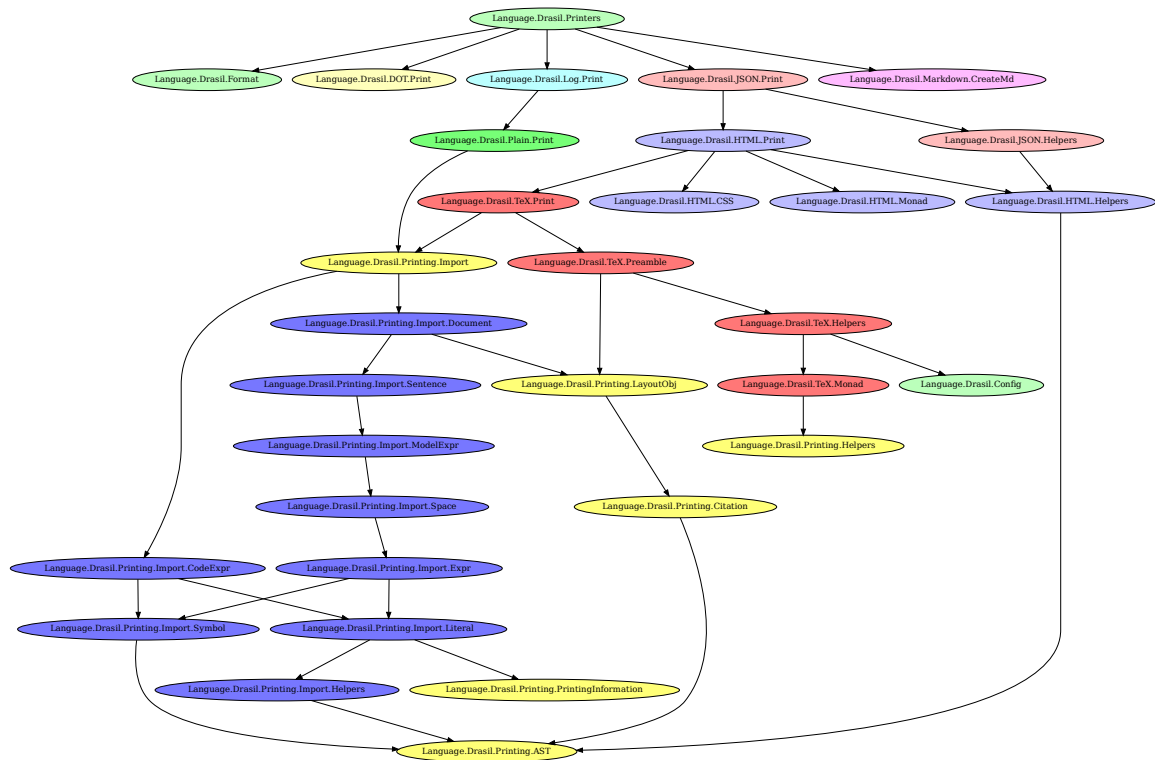 Language.Drasil.Printers
Language.Drasil.Format
Language.Drasil.DOT.Print
Language.Drasil.Log.Print
Language.Drasil.JSON.Print
Language.Drasil.Markdown.CreateMd
Language.Drasil.Plain.Print
Language.Drasil.HTML.Print
Language.Drasil.JSON.Helpers
Language.Drasil.TeX.Print
Language.Drasil.HTML.CSS
Language.Drasil.HTML.Monad
Language.Drasil.HTML.Helpers
Language.Drasil.Printing.Import
Language.Drasil.TeX.Preamble
Language.Drasil.Printing.Import.Document
Language.Drasil.TeX.Helpers
Language.Drasil.Printing.Import.Sentence
Language.Drasil.Printing.LayoutObj
Language.Drasil.TeX.Monad
Language.Drasil.Config
Language.Drasil.Printing.Import.ModelExpr
Language.Drasil.Printing.Helpers
Language.Drasil.Printing.Import.Space
Language.Drasil.Printing.Citation
Language.Drasil.Printing.Import.CodeExpr
Language.Drasil.Printing.Import.Expr
Language.Drasil.Printing.Import.Symbol
Language.Drasil.Printing.Import.Literal
Language.Drasil.Printing.Import.Helpers
Language.Drasil.Printing.PrintingInformation
Language.Drasil.Printing.AST